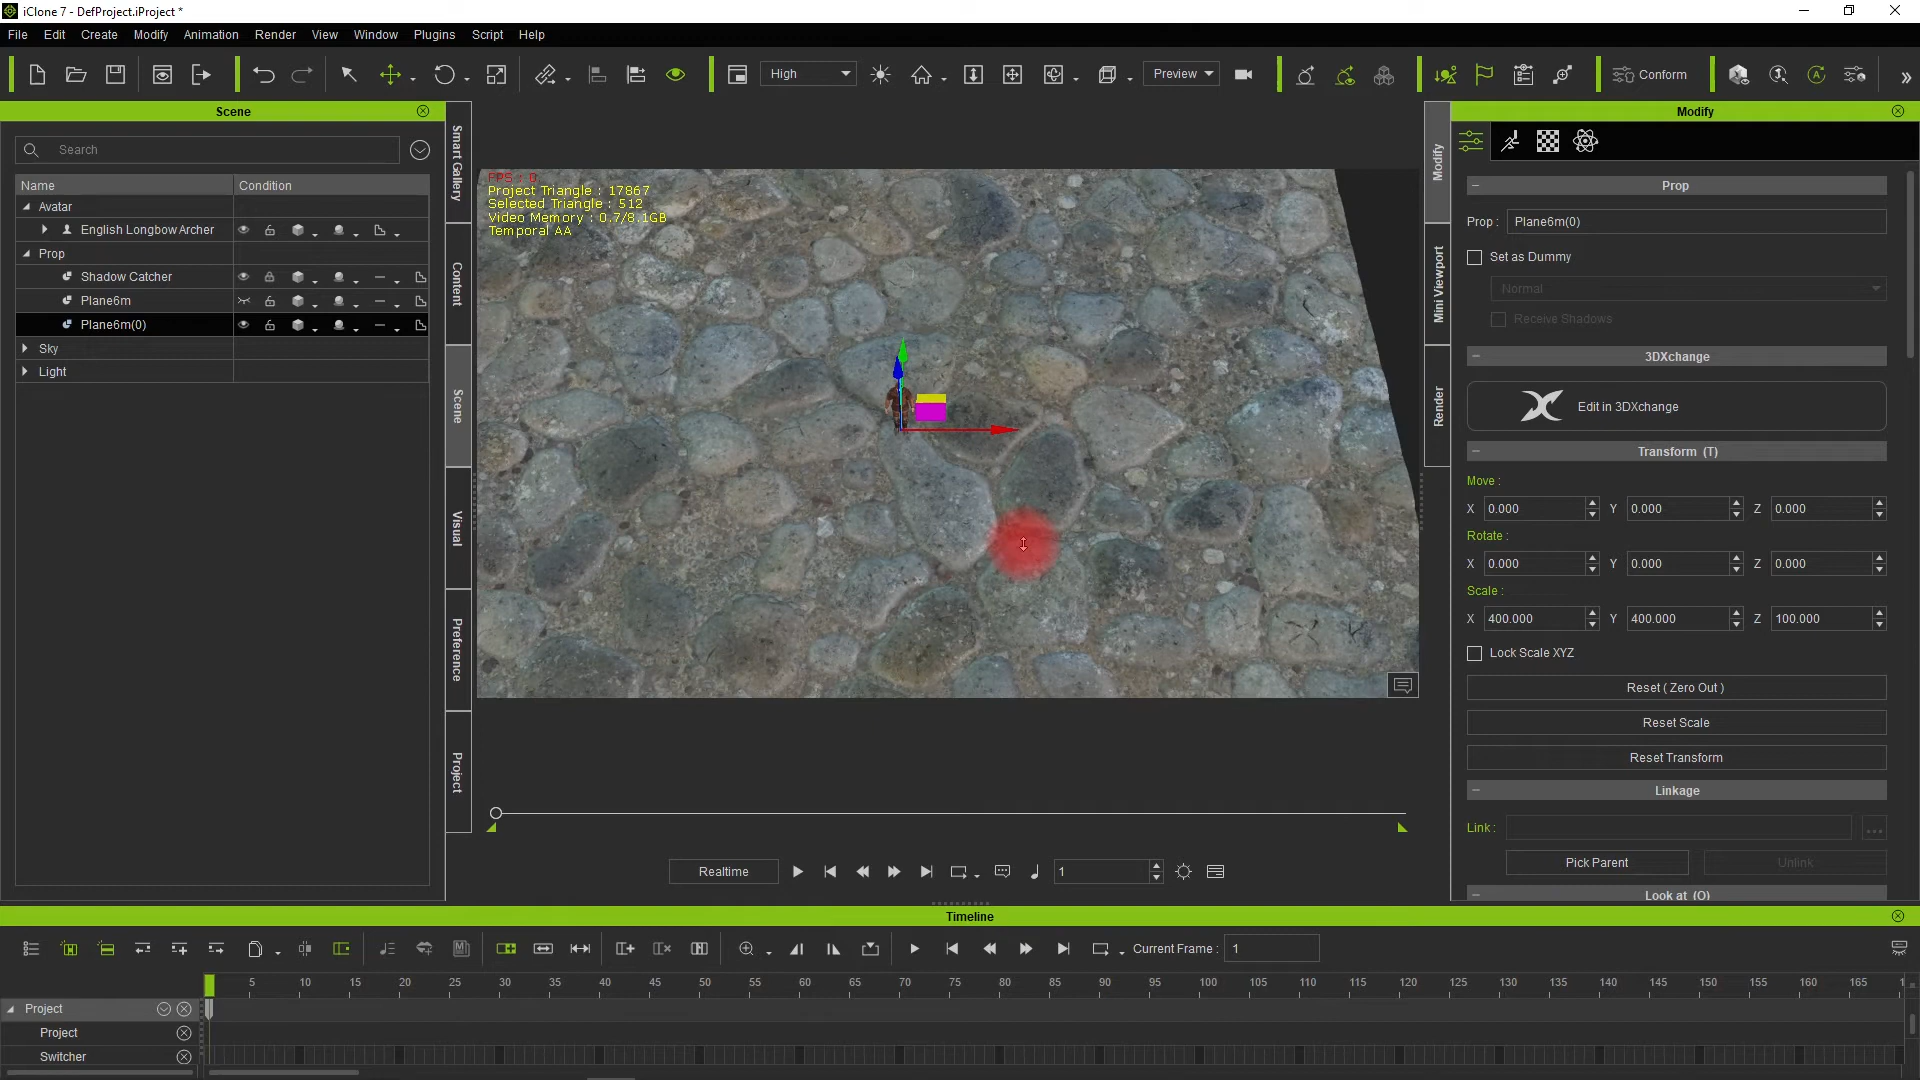 iClone 7 - DefProject.iProject *
File Edit Create Modify Animation Render View Window Plugins Script Help
High Preview Conform
Scene
Search
Name Condition
Avatar
English Longbow Archer
Prop
Shadow Catcher
Plane6m
Plane6m(0)
Sky
Light
Smart Gallery
Content
Scene
Visual
Preference
Project
FPS : 0
Project Triangle : 17867
Selected Triangle : 512
Video Memory : 0.7/8.1GB
Temporal AA
Modify
Mini Viewport
Render
Modify
Prop
Prop : Plane6m(0)
Set as Dummy
Normal
Receive Shadows
3DXchange
Edit in 3DXchange
Transform (T)
Move :
X 0.000 Y 0.000 Z 0.000
Rotate :
X 0.000 Y 0.000 Z 0.000
Scale :
X 400.000 Y 400.000 Z 100.000
Lock Scale XYZ
Reset ( Zero Out )
Reset Scale
Reset Transform
Linkage
Link : ...
Pick Parent Unlink
Look at (O)
Realtime 1
Timeline
Current Frame : 1
5 10 15 20 25 30 35 40 45 50 55 60 65 70 75 80 85 90 95 100 105 110 115 120 125 130 135 140 145 150 155 160 165
Project
Project
Switcher